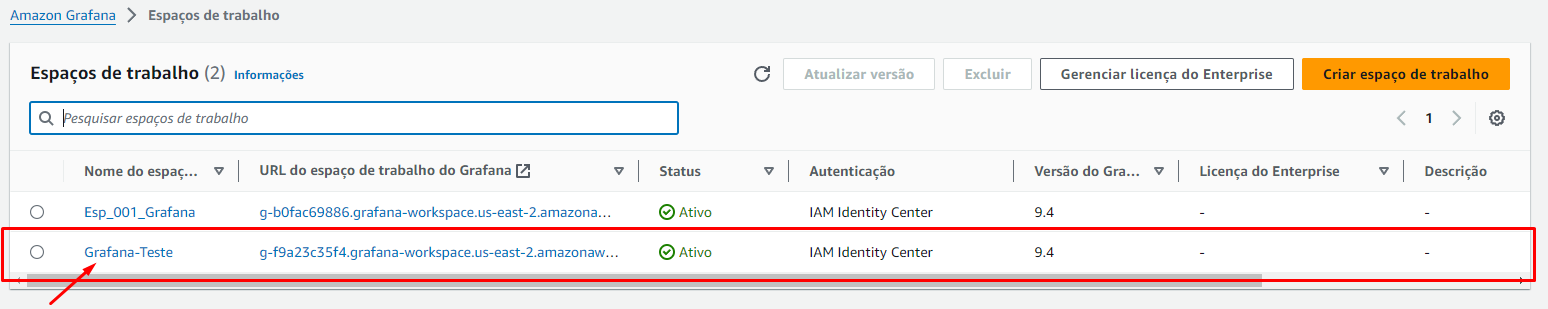 Amazon Grafana > Espaços de trabalho
Espaços de trabalho (2) Informações Atualizar versão Excluir Gerenciar licença do Enterprise Criar espaço de trabalho
Pesquisar espaços de trabalho 1
Nome do espaç... URL do espaço de trabalho do Grafana Status Autenticação Versão do Gra... Licença do Enterprise Descrição
Esp_001_Grafana g-b0fac69886.grafana-workspace.us-east-2.amazona... Ativo IAM Identity Center 9.4 - -
Grafana-Teste g-f9a23c35f4.grafana-workspace.us-east-2.amazonaw... Ativo IAM Identity Center 9.4 - -